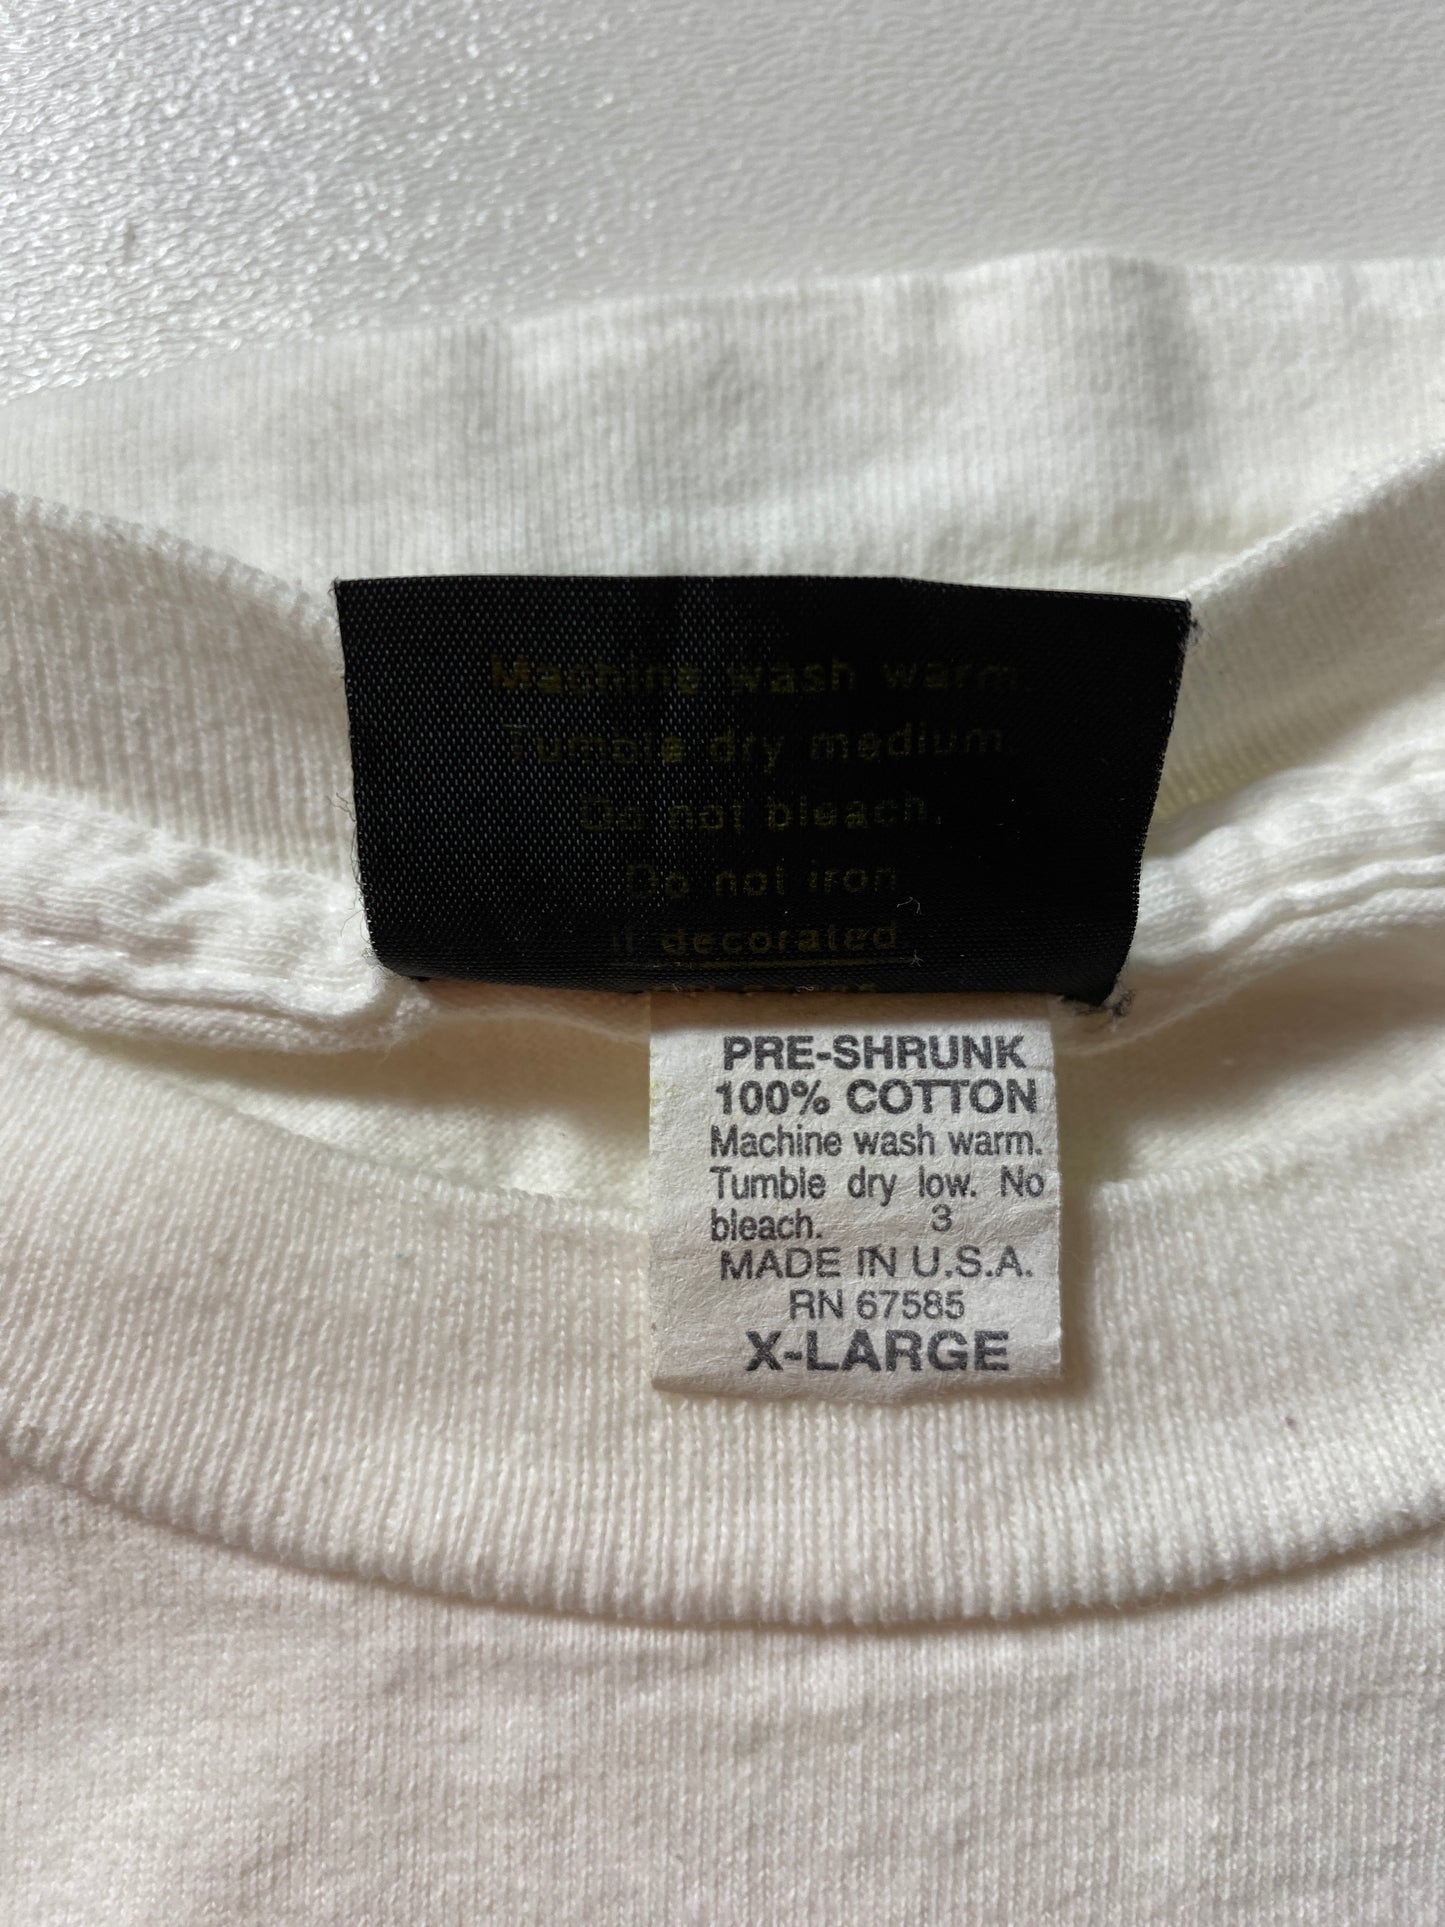 Machine wash warm.
Tumble dry medium.
Do not bleach.
Do not iron
if decorated.
PRE-SHRUNK
100% COTTON
Machine wash warm.
Tumble dry low. No
bleach. 3
MADE IN U.S.A.
RN 67585
X-LARGE